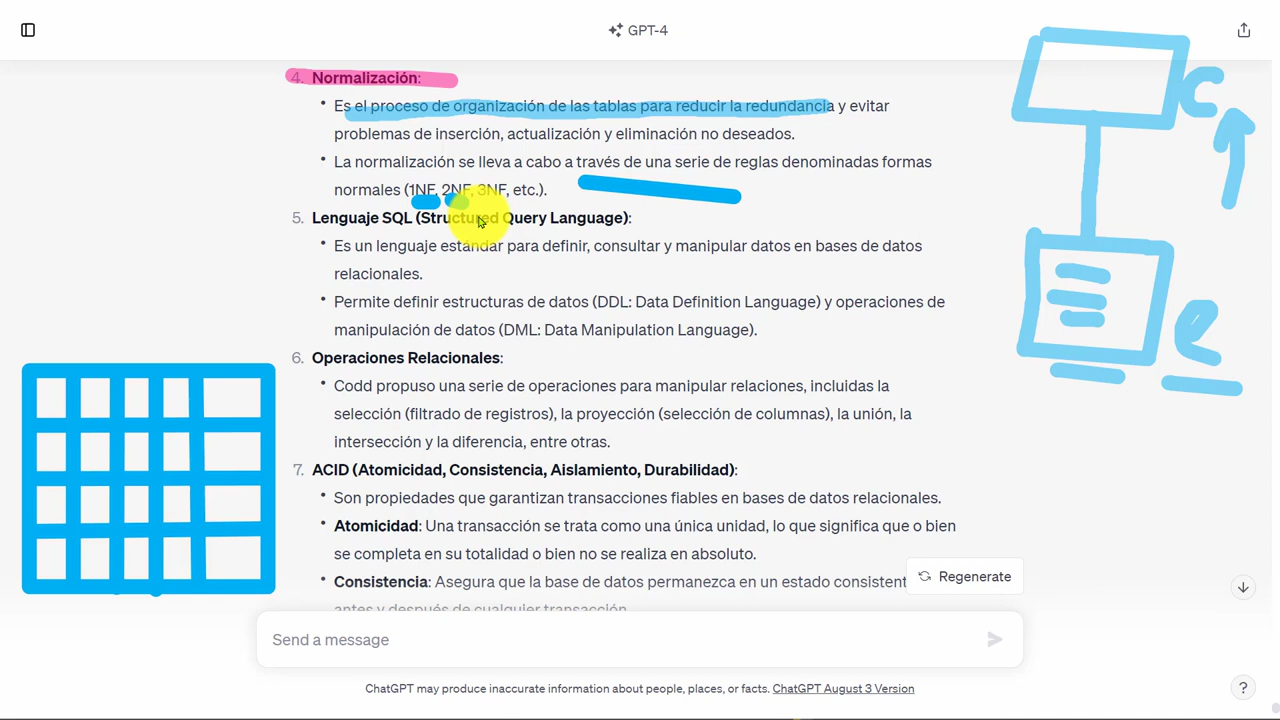 GPT-4
4. Normalización:
• Es el proceso de organización de las tablas para reducir la redundancia y evitar
problemas de inserción, actualización y eliminación no deseados.
• La normalización se lleva a cabo a través de una serie de reglas denominadas formas
normales (1NF, 2NF, 3NF, etc.).
5. Lenguaje SQL (Structured Query Language):
• Es un lenguaje estándar para definir, consultar y manipular datos en bases de datos
relacionales.
• Permite definir estructuras de datos (DDL: Data Definition Language) y operaciones de
manipulación de datos (DML: Data Manipulation Language).
6. Operaciones Relacionales:
• Codd propuso una serie de operaciones para manipular relaciones, incluidas la
selección (filtrado de registros), la proyección (selección de columnas), la unión, la
intersección y la diferencia, entre otras.
7. ACID (Atomicidad, Consistencia, Aislamiento, Durabilidad):
• Son propiedades que garantizan transacciones fiables en bases de datos relacionales.
• Atomicidad: Una transacción se trata como una única unidad, lo que significa que o bien
se completa en su totalidad o bien no se realiza en absoluto.
• Consistencia: Asegura que la base de datos permanezca en un estado consistent
antes y después de cualquier transacción.
Regenerate
Send a message
ChatGPT may produce inaccurate information about people, places, or facts. ChatGPT August 3 Version
?
C
e